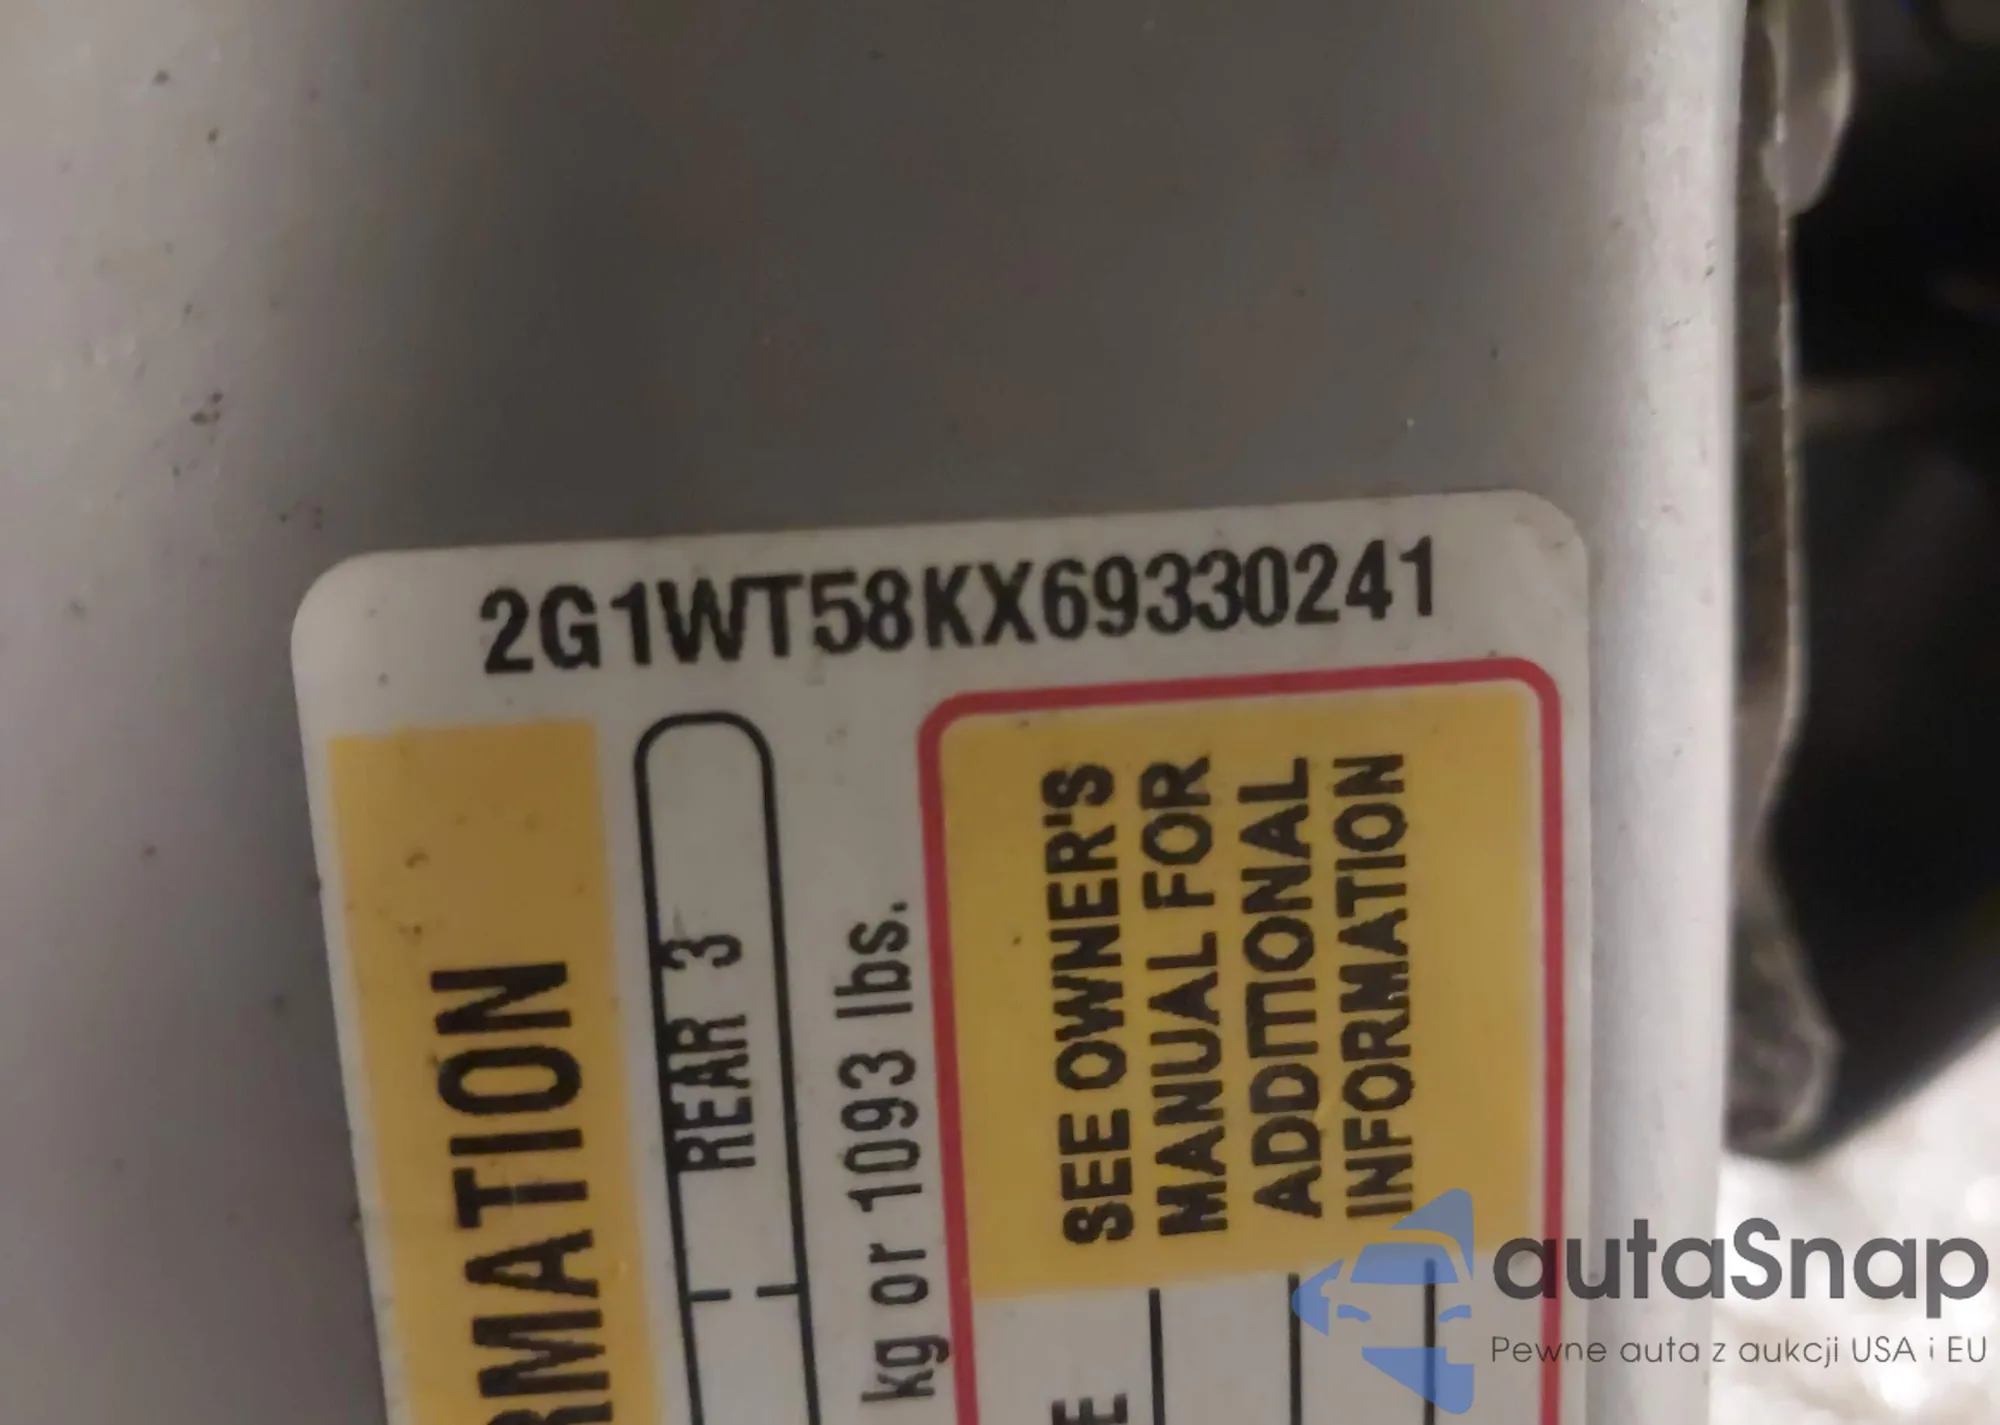 2G1WT58KX69330241
RMATION
REAR 3
kg or 1093 lbs.
SEE OWNER'S
MANUAL FOR
ADDITIONAL
INFORMATION
E
autaSnap
Pewne auta z aukcji USA i EU